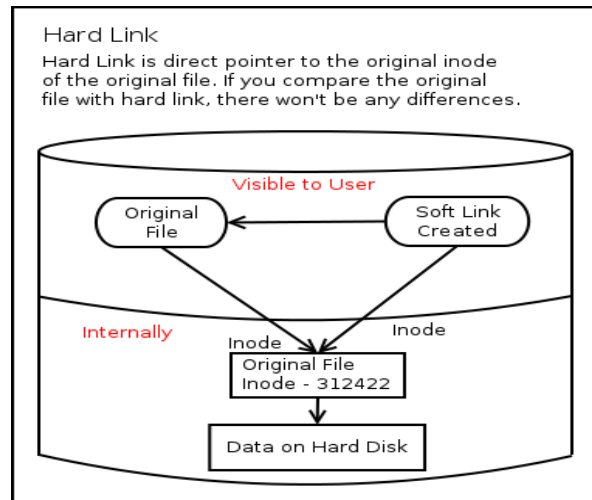 Hard Link
Hard Link is direct pointer to the original inode
of the original file. If you compare the original
file with hard link, there won't be any differences.
Visible to User
Original
File
Soft Link
Created
Internally
Inode
Inode
Original File
Inode - 312422
Data on Hard Disk